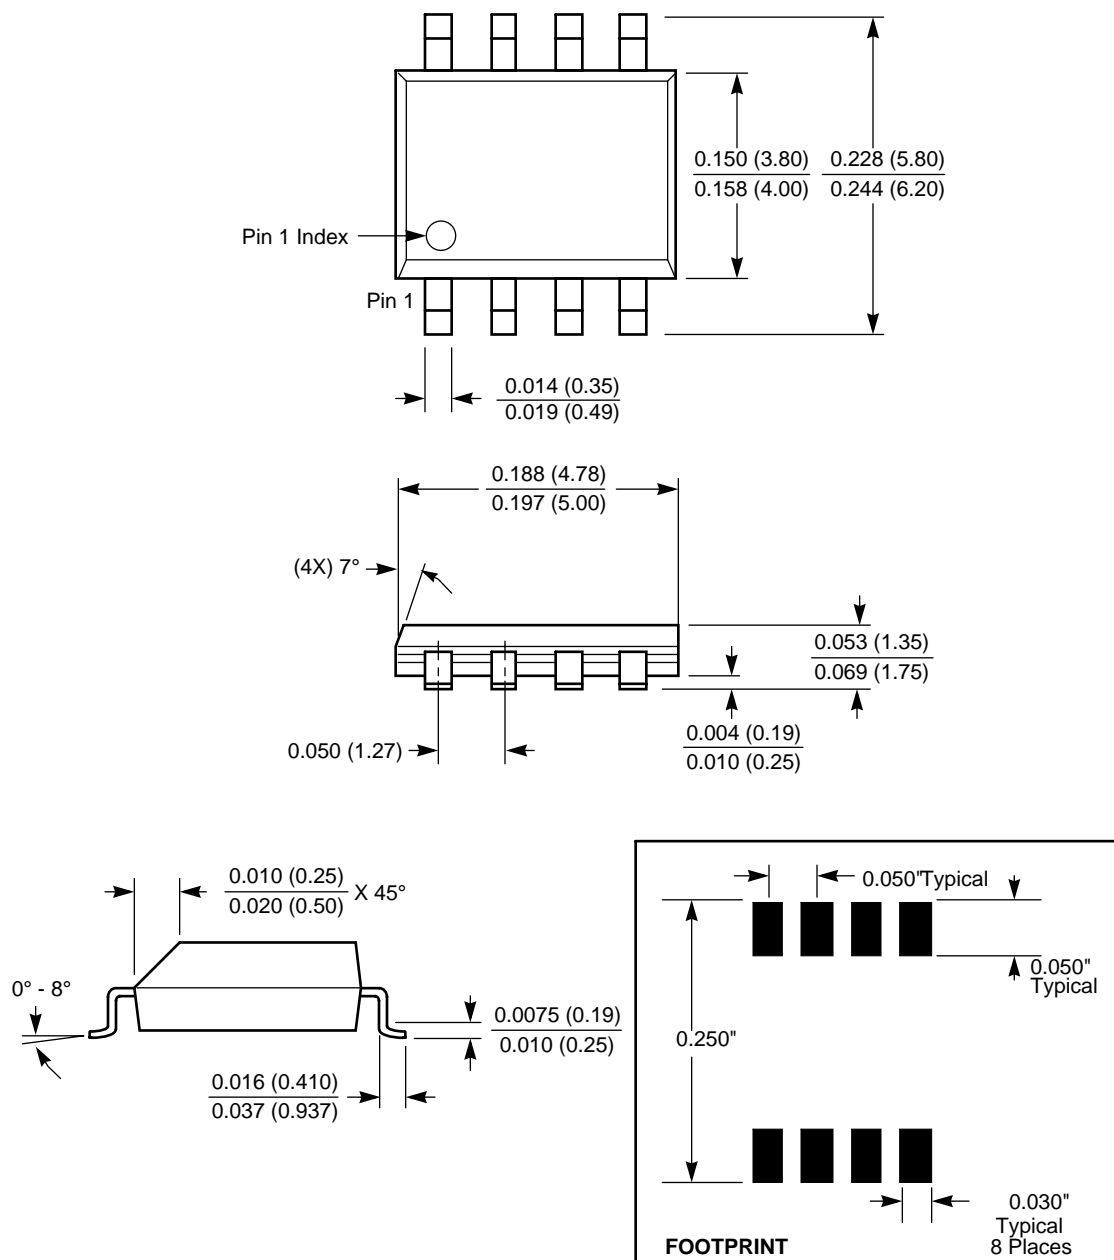 0.150 (3.80)
0.158 (4.00)
0.228 (5.80)
0.244 (6.20)
Pin 1 Index
Pin 1
0.014 (0.35)
0.019 (0.49)
0.188 (4.78)
0.197 (5.00)
(4X) 7°
0.053 (1.35)
0.069 (1.75)
0.004 (0.19)
0.010 (0.25)
0.050 (1.27)
0.010 (0.25)
0.020 (0.50)
X 45°
0° - 8°
0.0075 (0.19)
0.010 (0.25)
0.016 (0.410)
0.037 (0.937)
0.050"Typical
0.050"
Typical
0.250"
0.030"
Typical
8 Places
FOOTPRINT